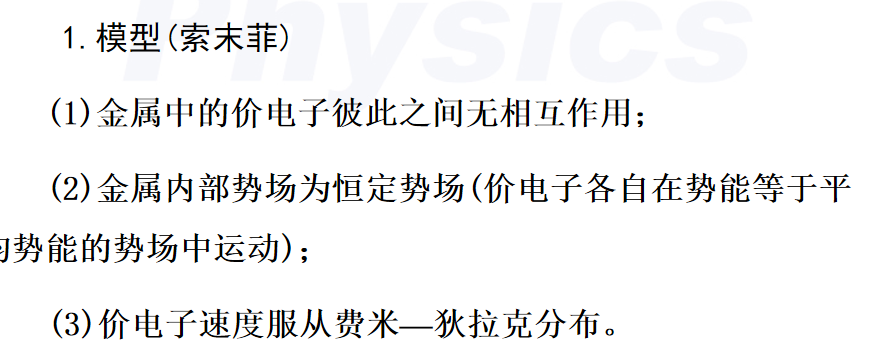 Physics
1.模型(索末菲)
(1)金属中的价电子彼此之间无相互作用；
(2)金属内部势场为恒定势场(价电子各自在势能等于平
势能的势场中运动)；
(3)价电子速度服从费米—狄拉克分布。